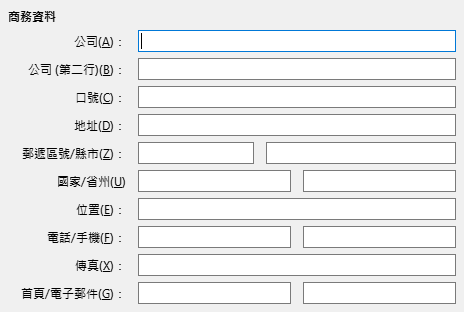 商務資料
公司(A)：
公司 (第二行)(B)：
口號(C)：
地址(D)：
郵遞區號/縣市(Z)：
國家/省州(U)
位置(E)：
電話/手機(F)：
傳真(X)：
首頁/電子郵件(G)：